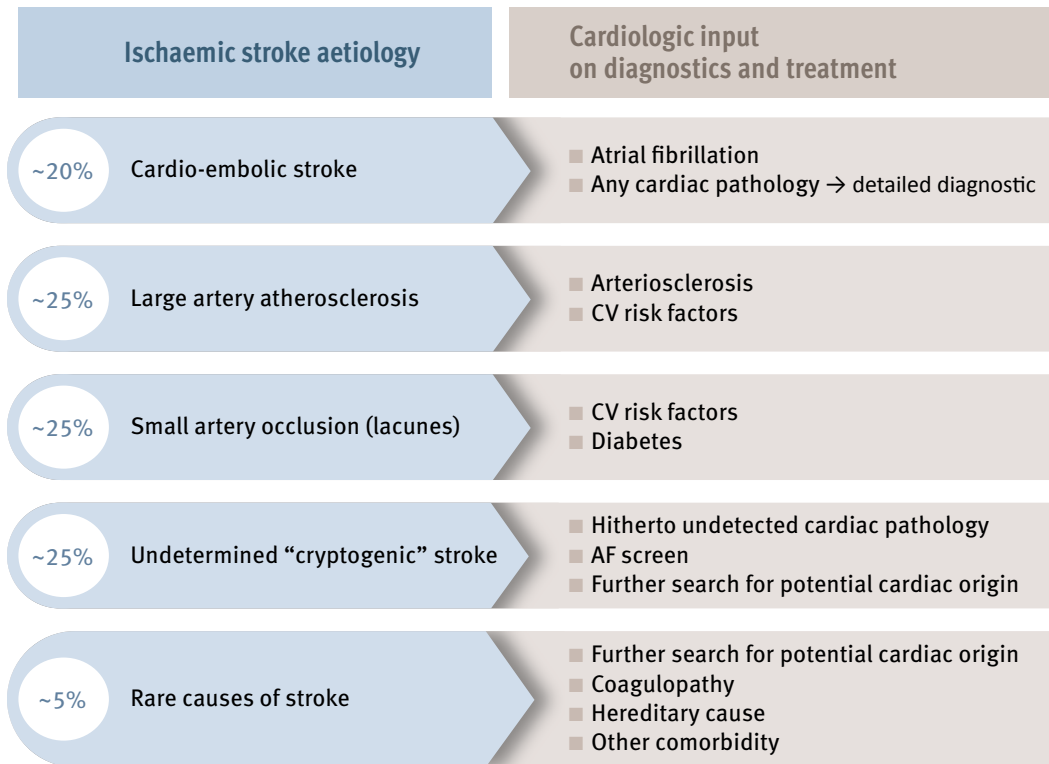 Ischaemic stroke aetiology
Cardiologic input
on diagnostics and treatment
~20%
Cardio-embolic stroke
Atrial fibrillation
Any cardiac pathology → detailed diagnostic
~25%
Large artery atherosclerosis
Arteriosclerosis
CV risk factors
~25%
Small artery occlusion (lacunes)
CV risk factors
Diabetes
~25%
Undetermined “cryptogenic” stroke
Hitherto undetected cardiac pathology
AF screen
Further search for potential cardiac origin
~5%
Rare causes of stroke
Further search for potential cardiac origin
Coagulopathy
Hereditary cause
Other comorbidity